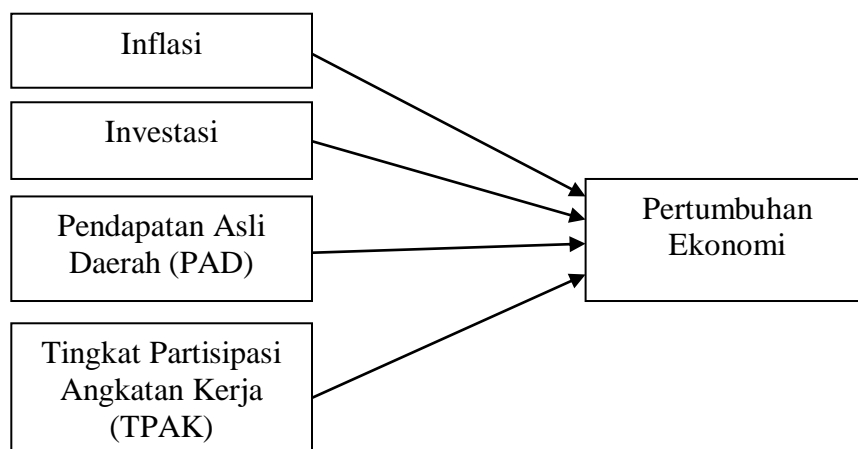 Inflasi
Investasi
Pendapatan Asli
Daerah (PAD)
Tingkat Partisipasi
Angkatan Kerja
(TPAK)
Pertumbuhan
Ekonomi